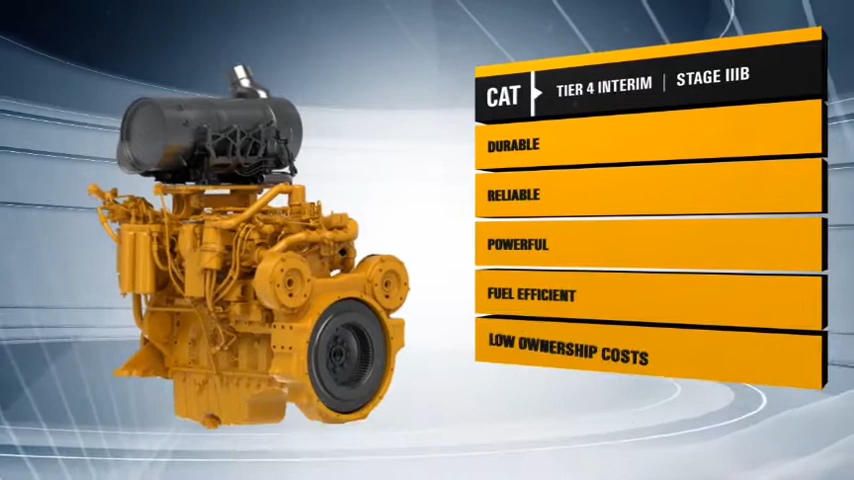 CAT TIER 4 INTERIM | STAGE IIIB
DURABLE
RELIABLE
POWERFUL
FUEL EFFICIENT
LOW OWNERSHIP COSTS